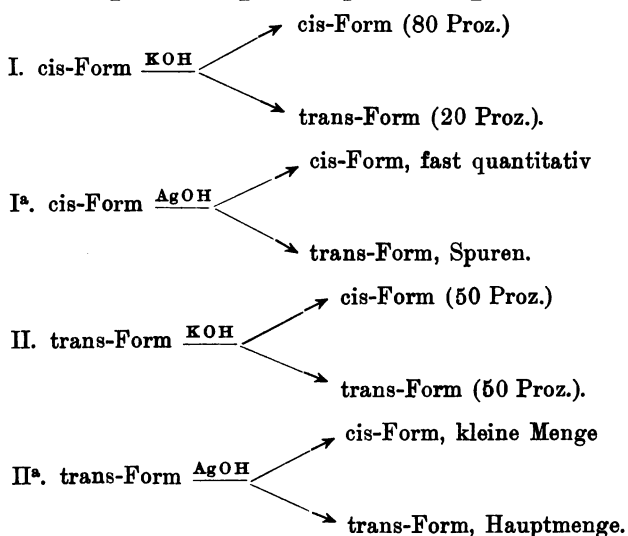 cis-Form (80 Proz.)
I. cis-Form KOH
trans-Form (20 Proz.).
cis-Form, fast quantitativ
Iª. cis-Form AgOH
trans-Form, Spuren.
cis-Form (50 Proz.)
II. trans-Form KOH
trans-Form (50 Proz.).
cis-Form, kleine Menge
IIª. trans-Form AgOH
trans-Form, Hauptmenge.